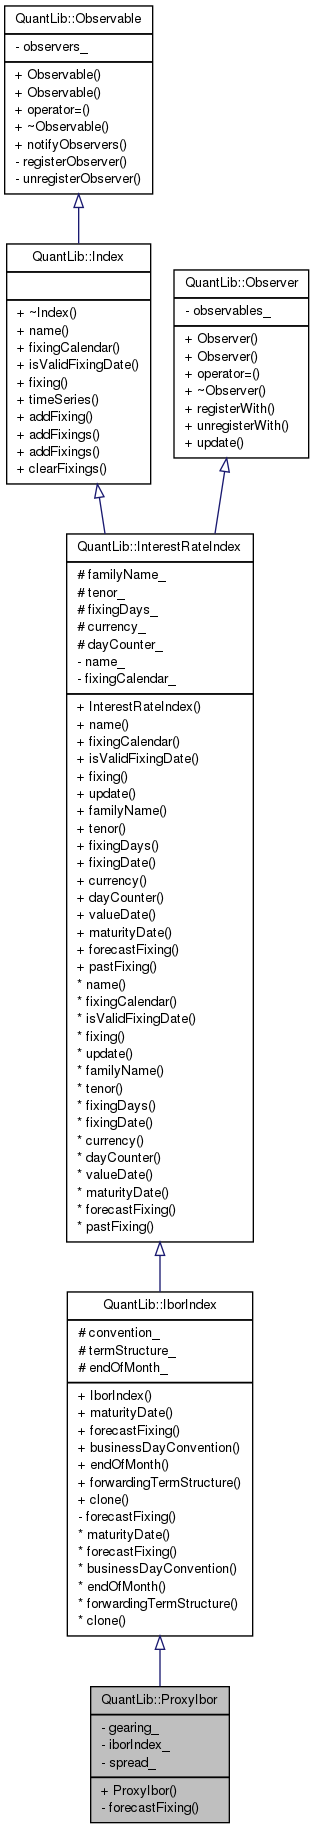 QuantLib::Observable
- observers_
+ Observable()
+ Observable()
+ operator=()
+ ~Observable()
+ notifyObservers()
- registerObserver()
- unregisterObserver()
QuantLib::Index
+ ~Index()
+ name()
+ fixingCalendar()
+ isValidFixingDate()
+ fixing()
+ timeSeries()
+ addFixing()
+ addFixings()
+ addFixings()
+ clearFixings()
QuantLib::Observer
- observables_
+ Observer()
+ Observer()
+ operator=()
+ ~Observer()
+ registerWith()
+ unregisterWith()
+ update()
QuantLib::InterestRateIndex
# familyName_
# tenor_
# fixingDays_
# currency_
# dayCounter_
- name_
- fixingCalendar_
+ InterestRateIndex()
+ name()
+ fixingCalendar()
+ isValidFixingDate()
+ fixing()
+ update()
+ familyName()
+ tenor()
+ fixingDays()
+ fixingDate()
+ currency()
+ dayCounter()
+ valueDate()
+ maturityDate()
+ forecastFixing()
+ pastFixing()
* name()
* fixingCalendar()
* isValidFixingDate()
* fixing()
* update()
* familyName()
* tenor()
* fixingDays()
* fixingDate()
* currency()
* dayCounter()
* valueDate()
* maturityDate()
* forecastFixing()
* pastFixing()
QuantLib::IborIndex
# convention_
# termStructure_
# endOfMonth_
+ IborIndex()
+ maturityDate()
+ forecastFixing()
+ businessDayConvention()
+ endOfMonth()
+ forwardingTermStructure()
+ clone()
- forecastFixing()
* maturityDate()
* forecastFixing()
* businessDayConvention()
* endOfMonth()
* forwardingTermStructure()
* clone()
QuantLib::ProxyIbor
- gearing_
- iborIndex_
- spread_
+ ProxyIbor()
- forecastFixing()